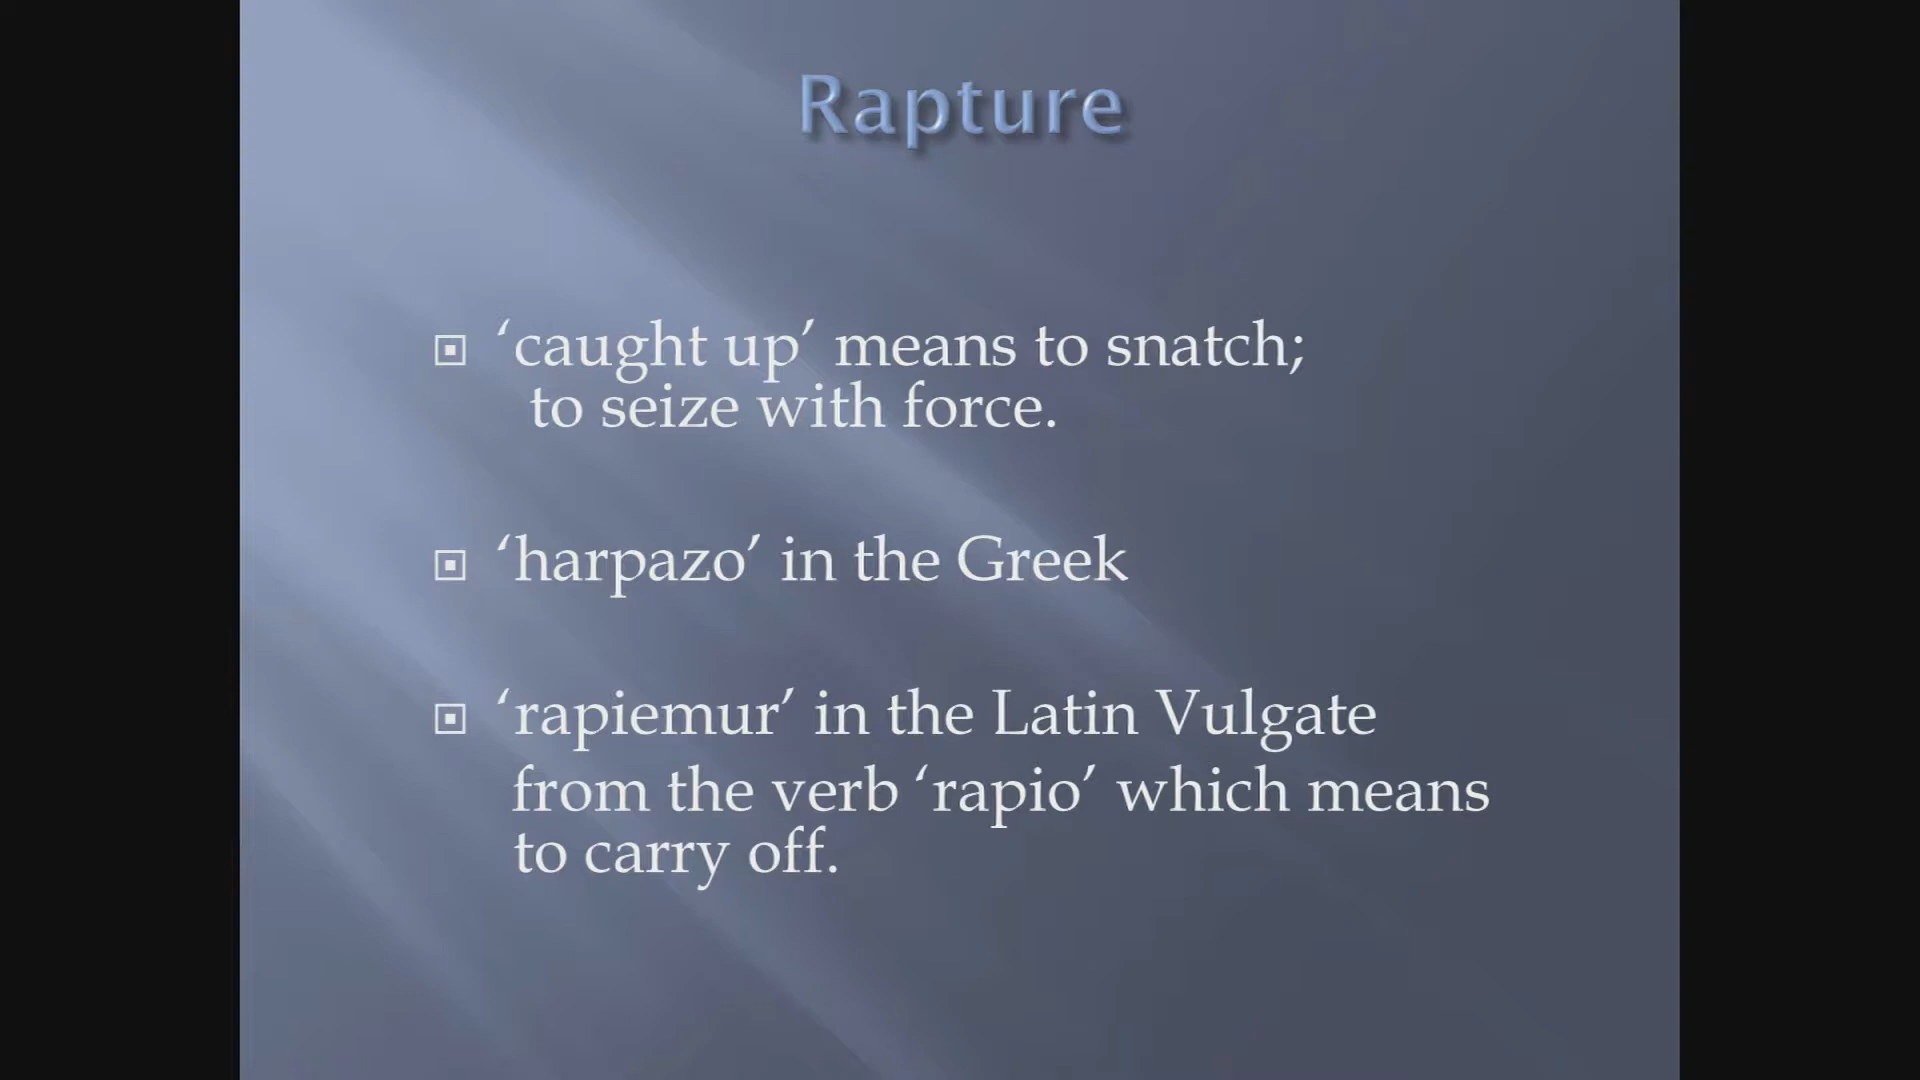 Rapture
‘caught up’ means to snatch;
to seize with force.
‘harpazo’ in the Greek
‘rapiemur’ in the Latin Vulgate
from the verb ‘rapio’ which means
to carry off.